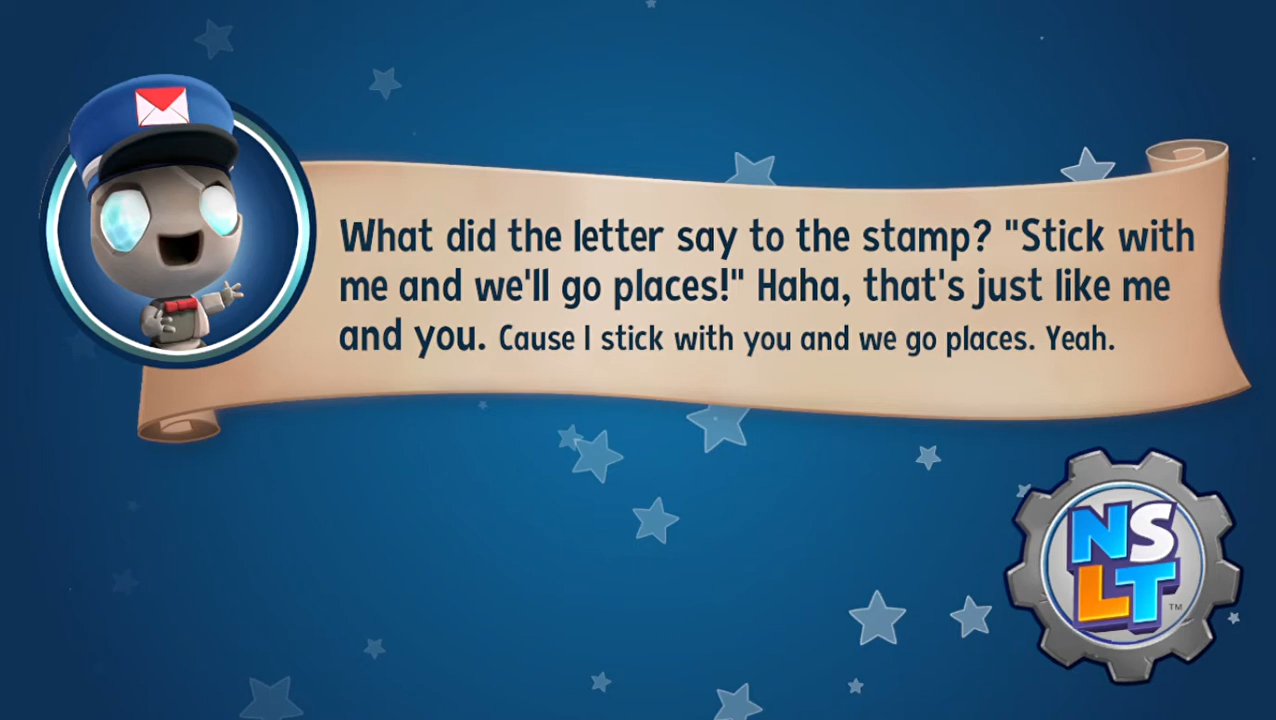 What did the letter say to the stamp? "Stick with
me and we'll go places!" Haha, that's just like me
and you. Cause I stick with you and we go places. Yeah.
NS
LT
TM